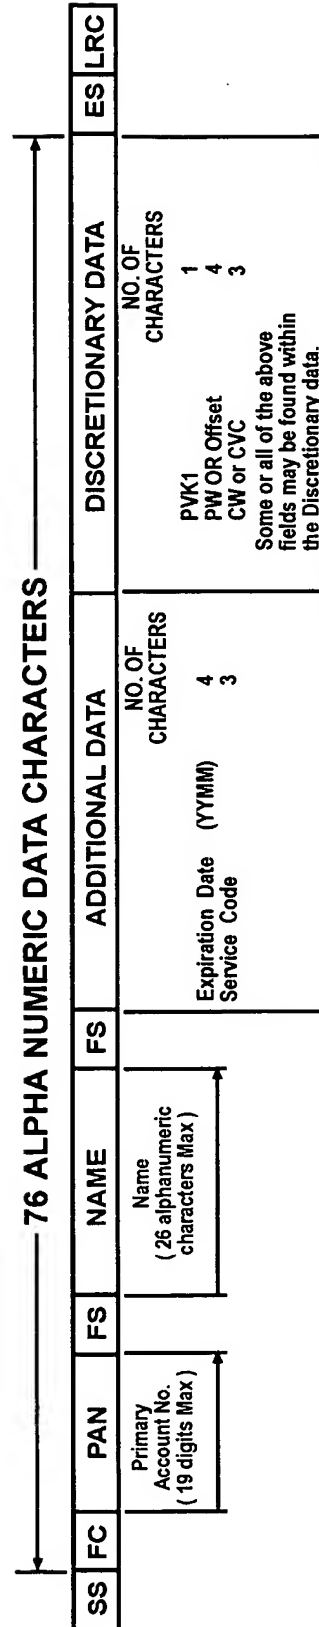 76 ALPHA NUMERIC DATA CHARACTERS
SS FC PAN FS NAME FS ADDITIONAL DATA DISCRETIONARY DATA ES LRC
Primary
Account No.
( 19 digits Max )
Name
( 26 alphanumeric
characters Max )
NO. OF
CHARACTERS
Expiration Date (YYMM) 4
Service Code 3
NO. OF
CHARACTERS
PVK1 1
PW OR Offset 4
CW or CVC 3
Some or all of the above
fields may be found within
the Discretionary data.